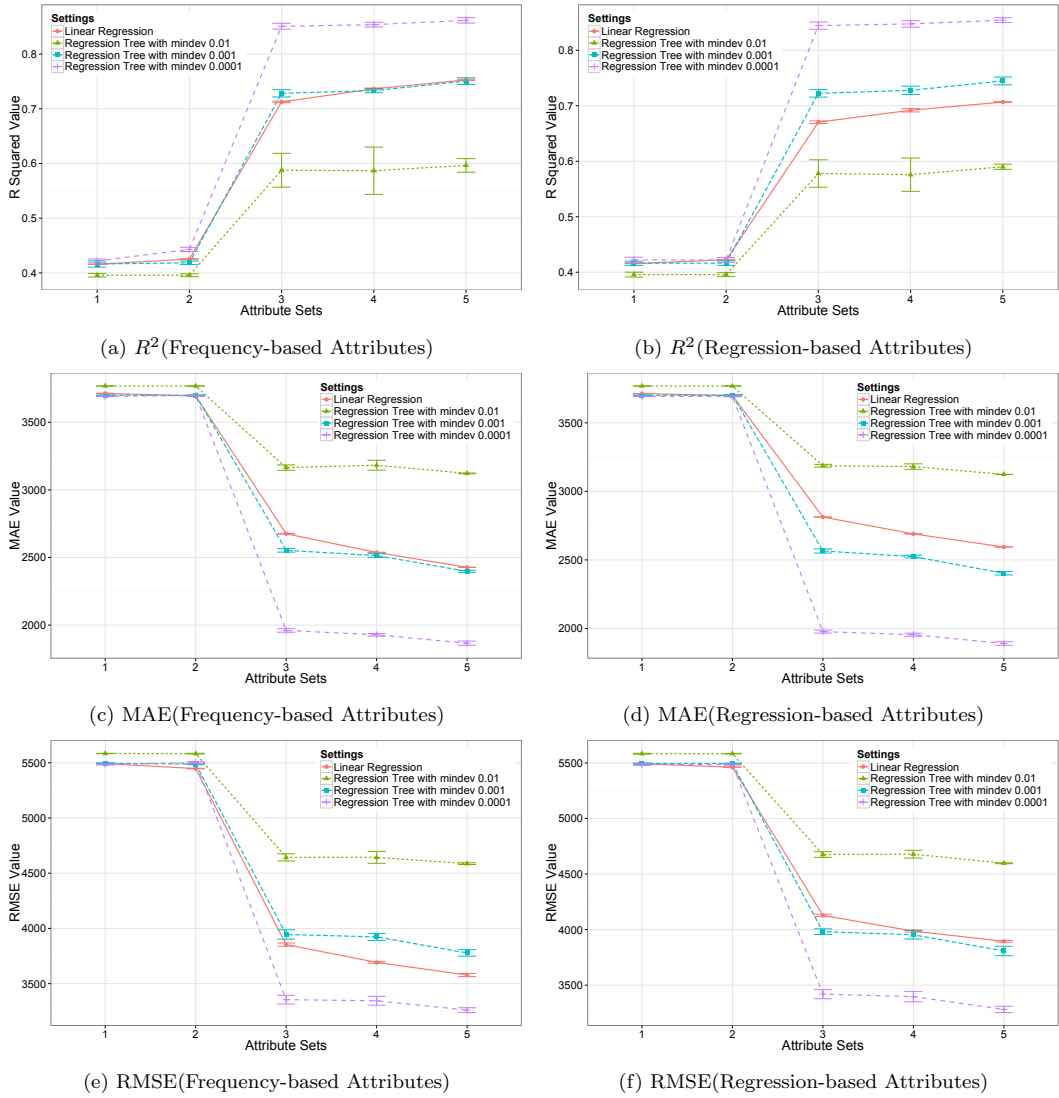 Settings
Linear Regression
Regression Tree with mindev 0.01
Regression Tree with mindev 0.001
Regression Tree with mindev 0.0001
R Squared Value
0.8
0.7
0.6
0.5
0.4
1 2 3 4 5
Attribute Sets
(a) R²(Frequency-based Attributes)
Settings
Linear Regression
Regression Tree with mindev 0.01
Regression Tree with mindev 0.001
Regression Tree with mindev 0.0001
R Squared Value
0.8
0.7
0.6
0.5
0.4
1 2 3 4 5
Attribute Sets
(b) R²(Regression-based Attributes)
Settings
Linear Regression
Regression Tree with mindev 0.01
Regression Tree with mindev 0.001
Regression Tree with mindev 0.0001
MAE Value
3500
3000
2500
2000
1 2 3 4 5
Attribute Sets
(c) MAE(Frequency-based Attributes)
Settings
Linear Regression
Regression Tree with mindev 0.01
Regression Tree with mindev 0.001
Regression Tree with mindev 0.0001
MAE Value
3500
3000
2500
2000
1 2 3 4 5
Attribute Sets
(d) MAE(Regression-based Attributes)
Settings
Linear Regression
Regression Tree with mindev 0.01
Regression Tree with mindev 0.001
Regression Tree with mindev 0.0001
RMSE Value
5500
5000
4500
4000
3500
1 2 3 4 5
Attribute Sets
(e) RMSE(Frequency-based Attributes)
Settings
Linear Regression
Regression Tree with mindev 0.01
Regression Tree with mindev 0.001
Regression Tree with mindev 0.0001
RMSE Value
5500
5000
4500
4000
3500
1 2 3 4 5
Attribute Sets
(f) RMSE(Regression-based Attributes)